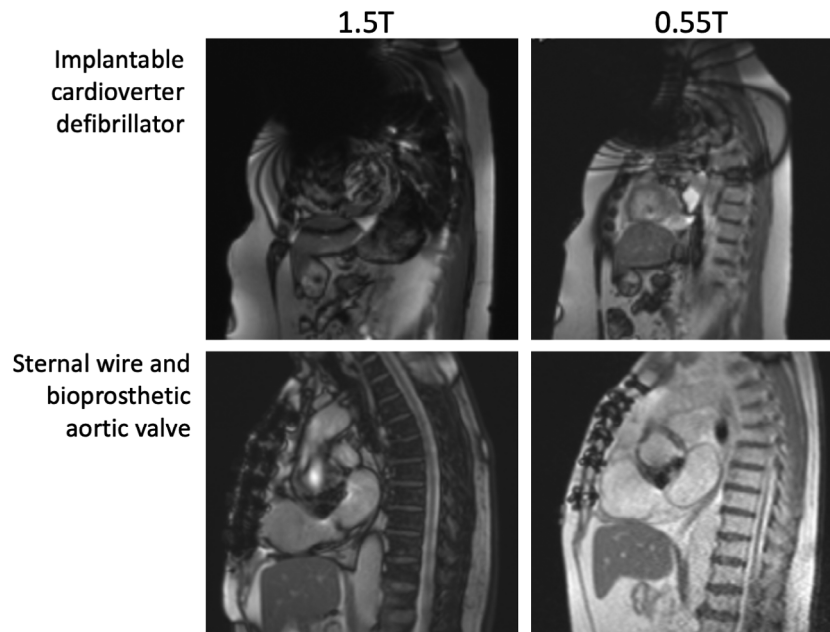 1.5T
0.55T
Implantable
cardioverter
defibrillator
Sternal wire and
bioprosthetic
aortic valve